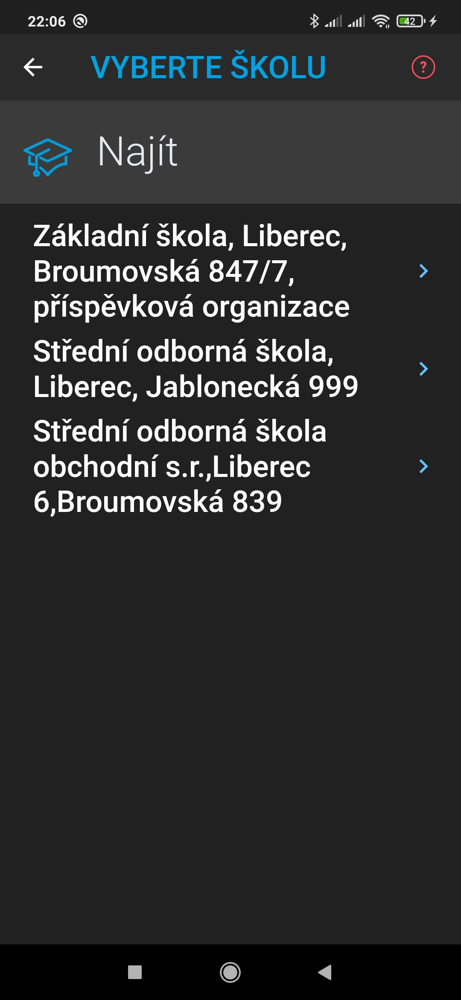 22:06
42
VYBERTE ŠKOLU
?
Najít
Základní škola, Liberec,
Broumovská 847/7,
příspěvková organizace
Střední odborná škola,
Liberec, Jablonecká 999
Střední odborná škola
obchodní s.r.,Liberec
6,Broumovská 839